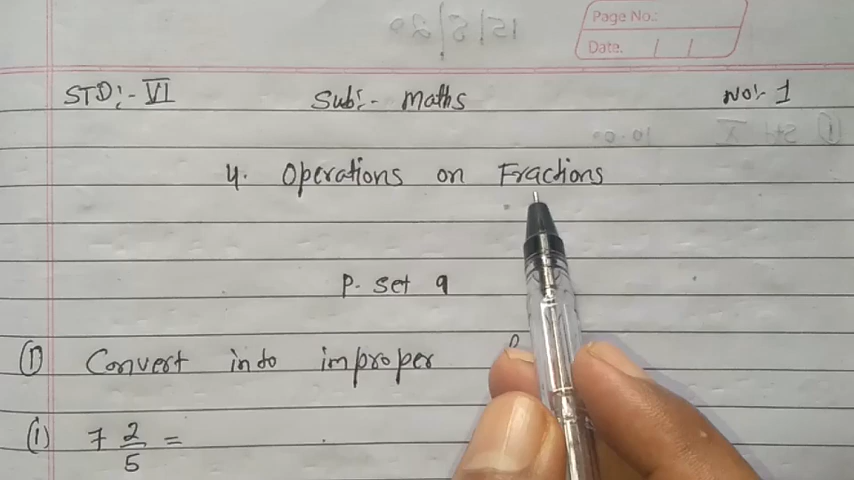 Page No.:
Date. / /
STD:- VI Sub:- Maths No:- 1
4. Operations on Fractions
P. Set 9
(1) Convert into improper
(i) 7 2/5 =